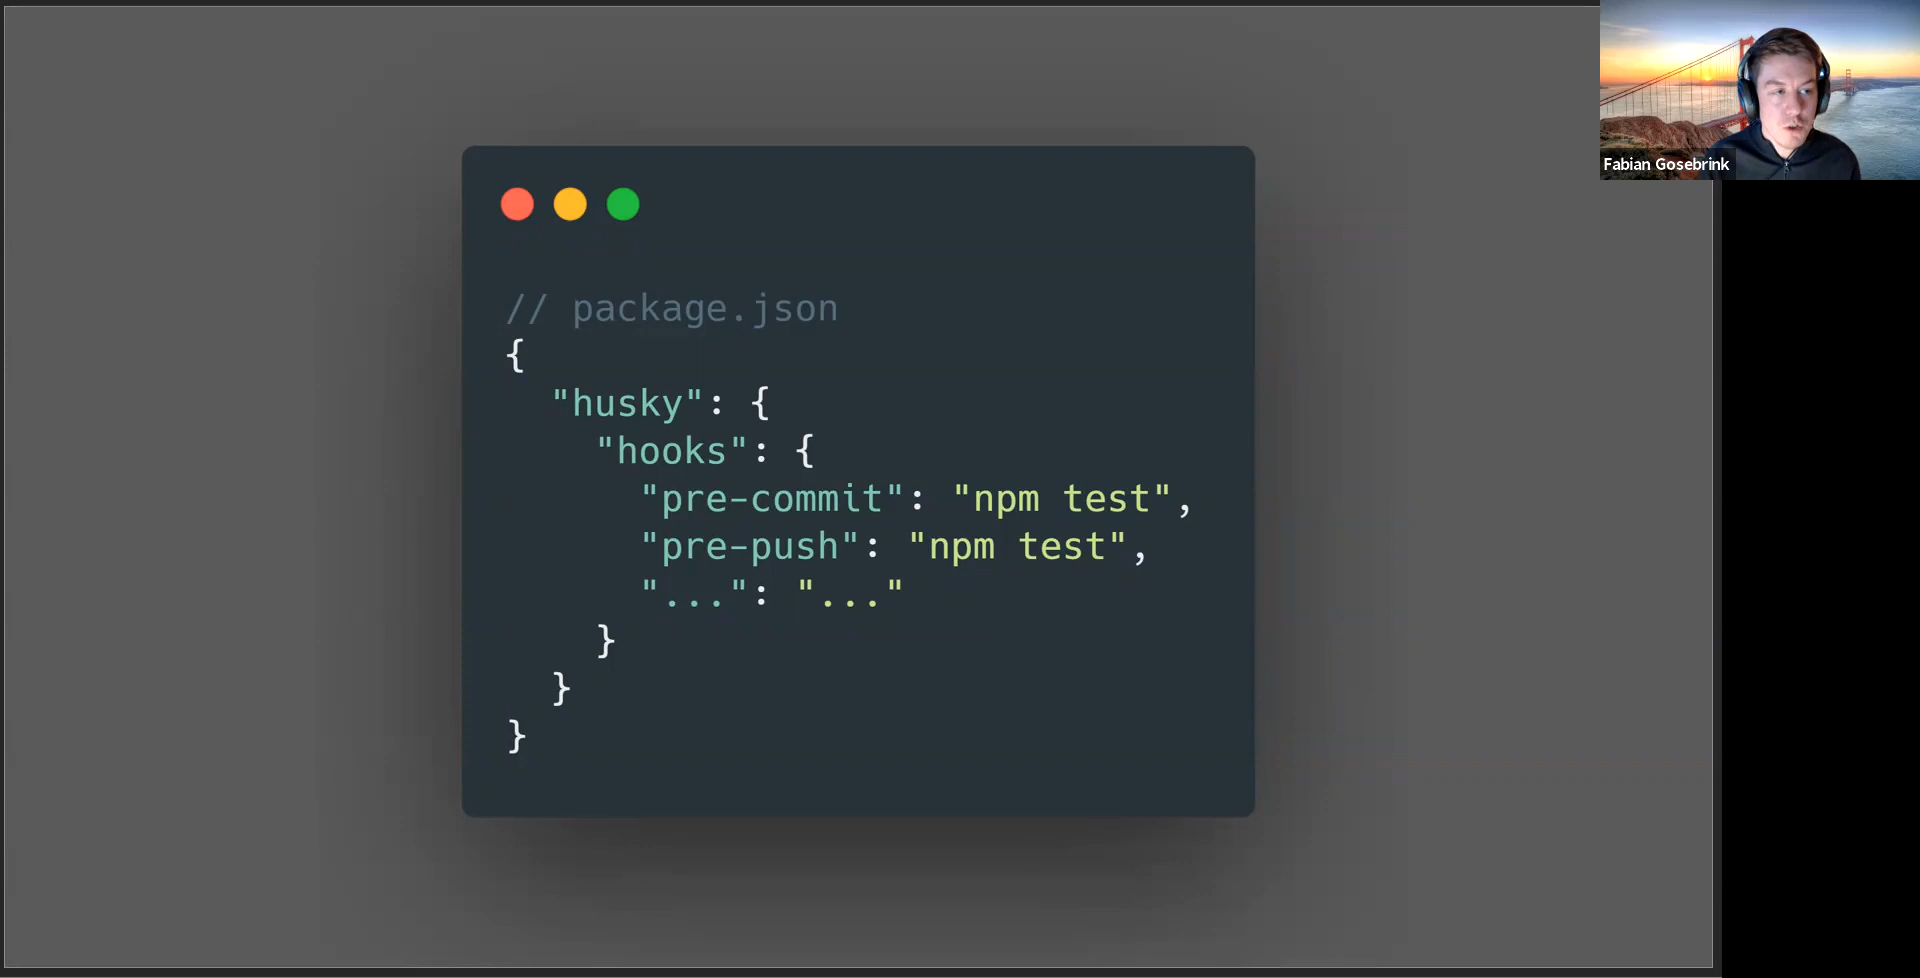 // package.json
{
  "husky": {
    "hooks": {
      "pre-commit": "npm test",
      "pre-push": "npm test",
      "...": "..."
    }
  }
}
Fabian Gosebrink